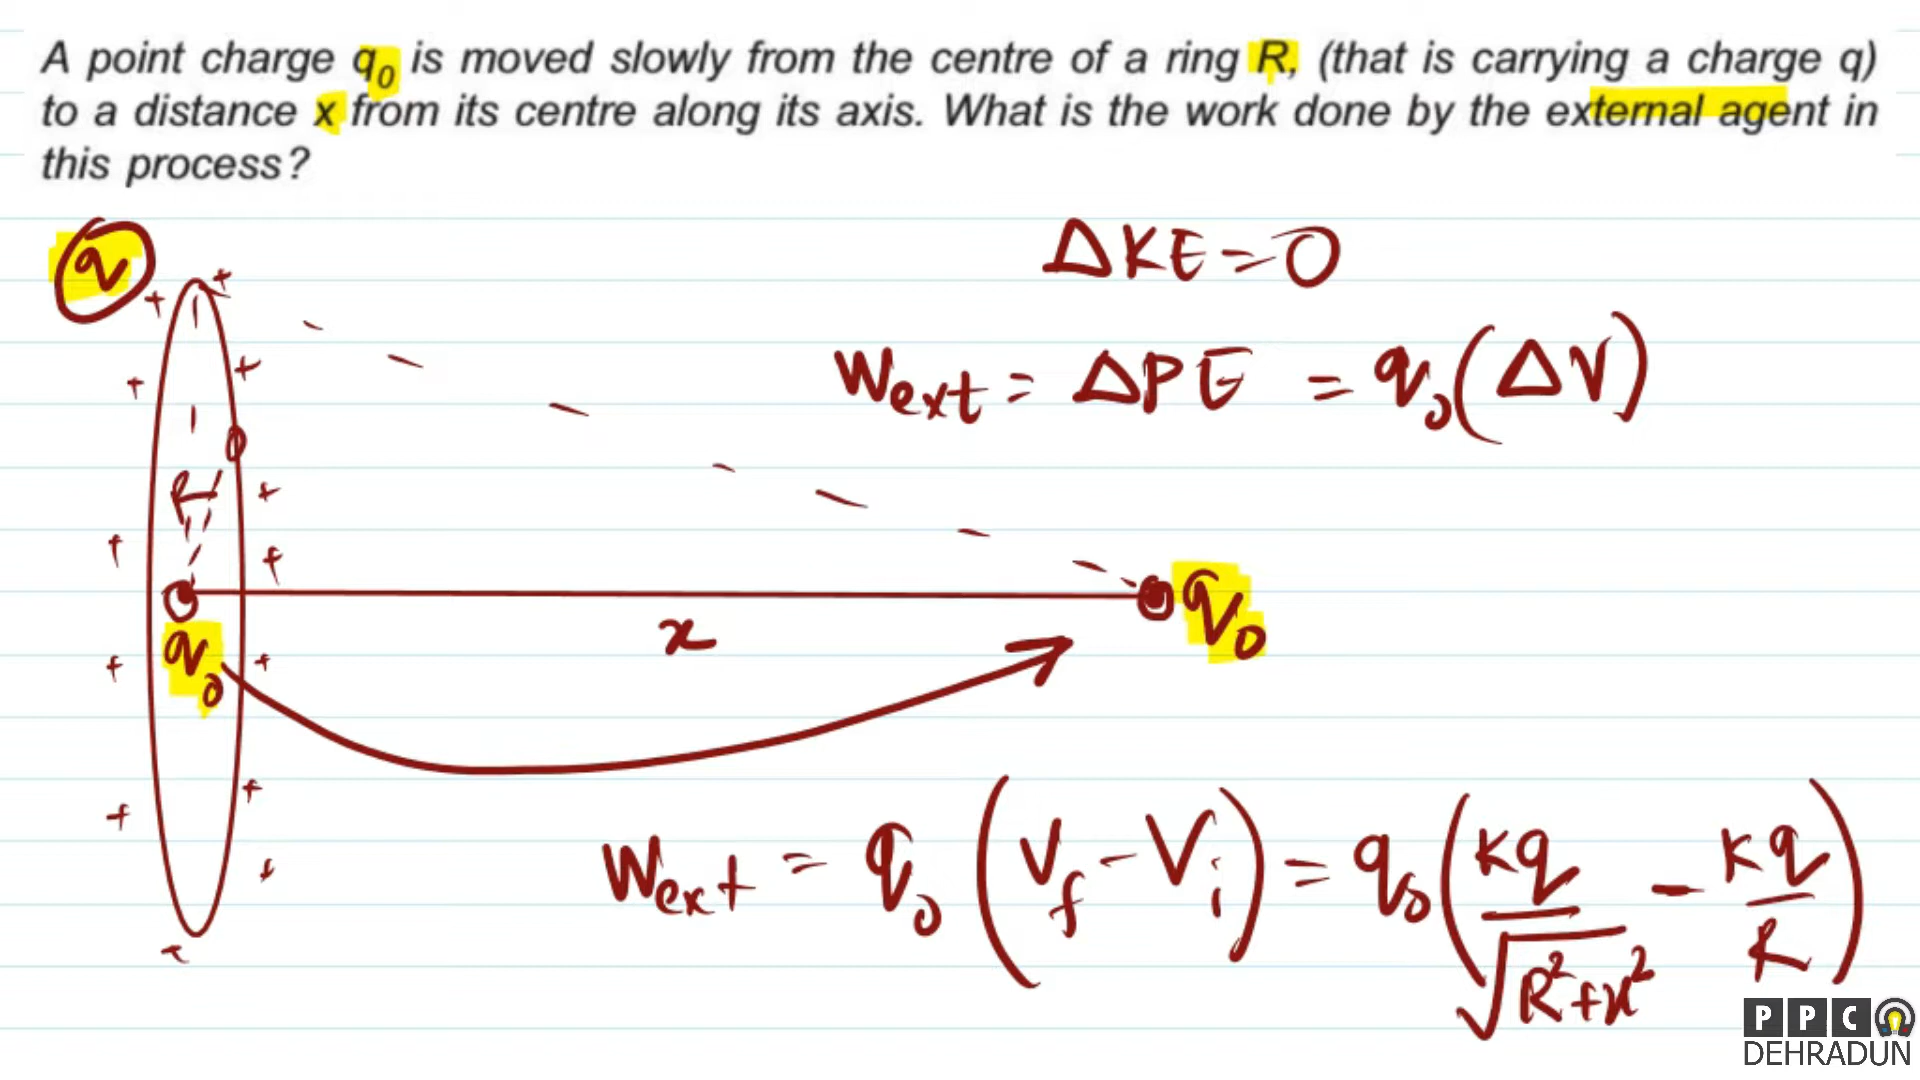 A point charge q₀ is moved slowly from the centre of a ring R, (that is carrying a charge q)
to a distance x from its centre along its axis. What is the work done by the external agent in
this process?
q
ΔKE = 0
Wext = ΔPE = q₀(ΔV)
R
q₀
x
q₀
Wext = q₀ (Vf - Vi) = q₀ (Kq/√R²+x² - Kq/R)
PPC
DEHRADUN